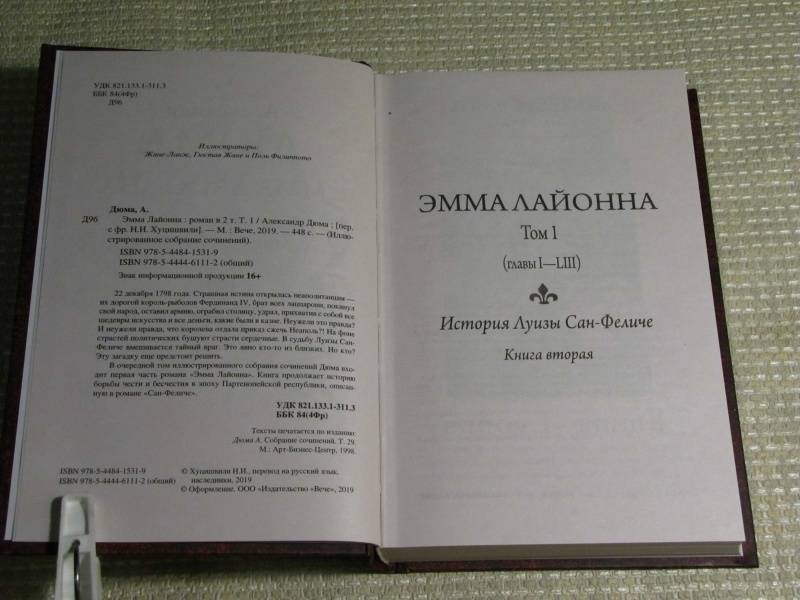 УДК 821.133.1-311.3
ББК 84(4Фр)
Д96
Иллюстраторы:
Жане-Ланж, Гюстав Жане и Поль Филиппото
Дюма, А.
Д96 Эмма Лайонна : роман в 2 т. Т. 1 / Александр Дюма ; [пер.
с фр. Н.И. Хуцишвили]. — М. : Вече, 2019. — 448 с. — (Иллю-
стрированное собрание сочинений).
ISBN 978-5-4484-1531-9
ISBN 978-5-4444-6111-2 (общий)
Знак информационной продукции 16+
22 декабря 1798 года. Страшная истина открылась неаполитанцам —
их дорогой король-рыболов Фердинанд IV, брат всех лаццарони, покинул
свой народ, оставил армию, ограбил столицу, удрал, прихватив с собой все
шедевры искусства и все деньги, какие были в казне. Неужели это правда?
И неужели правда, что королева отдала приказ сжечь Неаполь?! На фоне
страстей политических бушуют страсти сердечные. В судьбу Луизы Сан-
Феличе вмешивается тайный враг. Это явно кто-то из близких. Но кто?
Эту загадку еще предстоит решить.
В очередной том иллюстрированного собрания сочинений Дюма вхо-
дит первая часть романа «Эмма Лайонна». Книга продолжает историю
борьбы чести и бесчестия в эпоху Партенопейской республики, описан-
ную в романе «Сан-Феличе».
УДК 821.133.1-311.3
ББК 84(4Фр)
Тексты печатается по изданию:
Дюма А. Собрание сочинений. Т. 29.
М.: Арт-Бизнес-Центр, 1998.
ISBN 978-5-4484-1531-9
ISBN 978-5-4444-6111-2 (общий)
© Хуцишвили Н.И., перевод на русский язык,
наследники, 2019
© Оформление. ООО «Издательство «Вече», 2019
ЭММА ЛАЙОННА
Том 1
(главы I—LIII)
История Луизы Сан-Феличе
Книга вторая